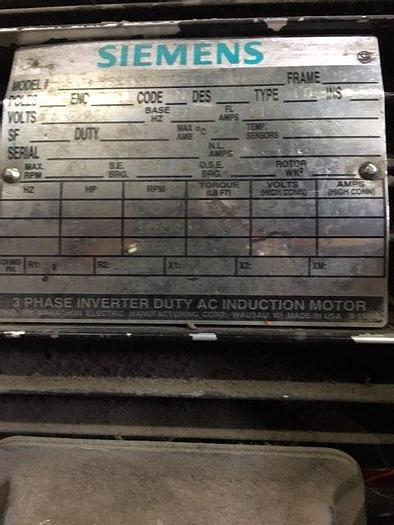 SIEMENS
MODEL# FRAME
POLES ENC CODE DES TYPE INS
VOLTS BASE HZ FL AMPS
SF DUTY MAX AMB °C TEMP. SENSORS
SERIAL N.L. AMPS
MAX. RPM S.E. BRG. O.S.E. BRG. ROTOR WK²
HZ HP RPM TORQUE (LB FT) VOLTS (HIGH CONN) AMPS (HIGH CONN)
OHMS PH. R1: R2: X1: X2: XM:
3 PHASE INVERTER DUTY AC INDUCTION MOTOR
BY MARATHON ELECTRIC MANUFACTURING CORP. WAUSAU, WI MADE IN USA